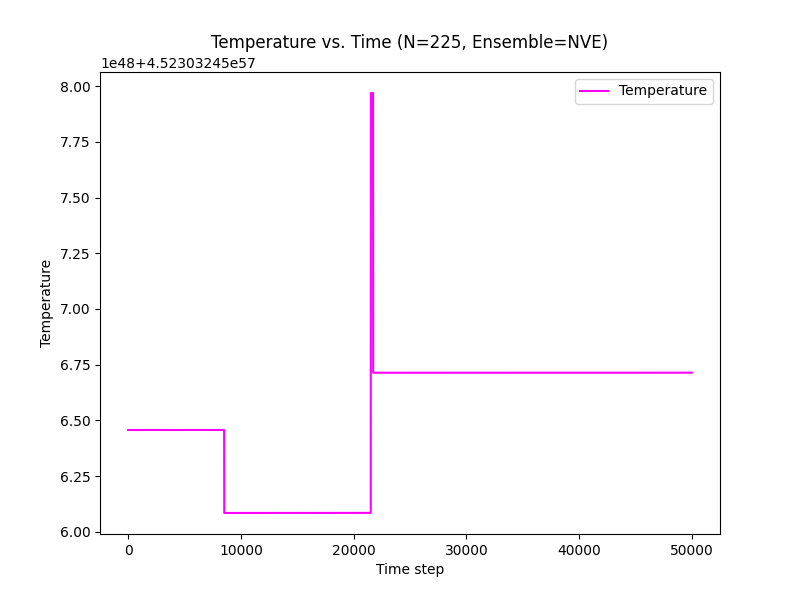 Temperature vs. Time (N=225, Ensemble=NVE)
1e48+4.52303245e57
Temperature
8.00
7.75
7.50
7.25
7.00
6.75
6.50
6.25
6.00
Temperature
0 10000 20000 30000 40000 50000
Time step